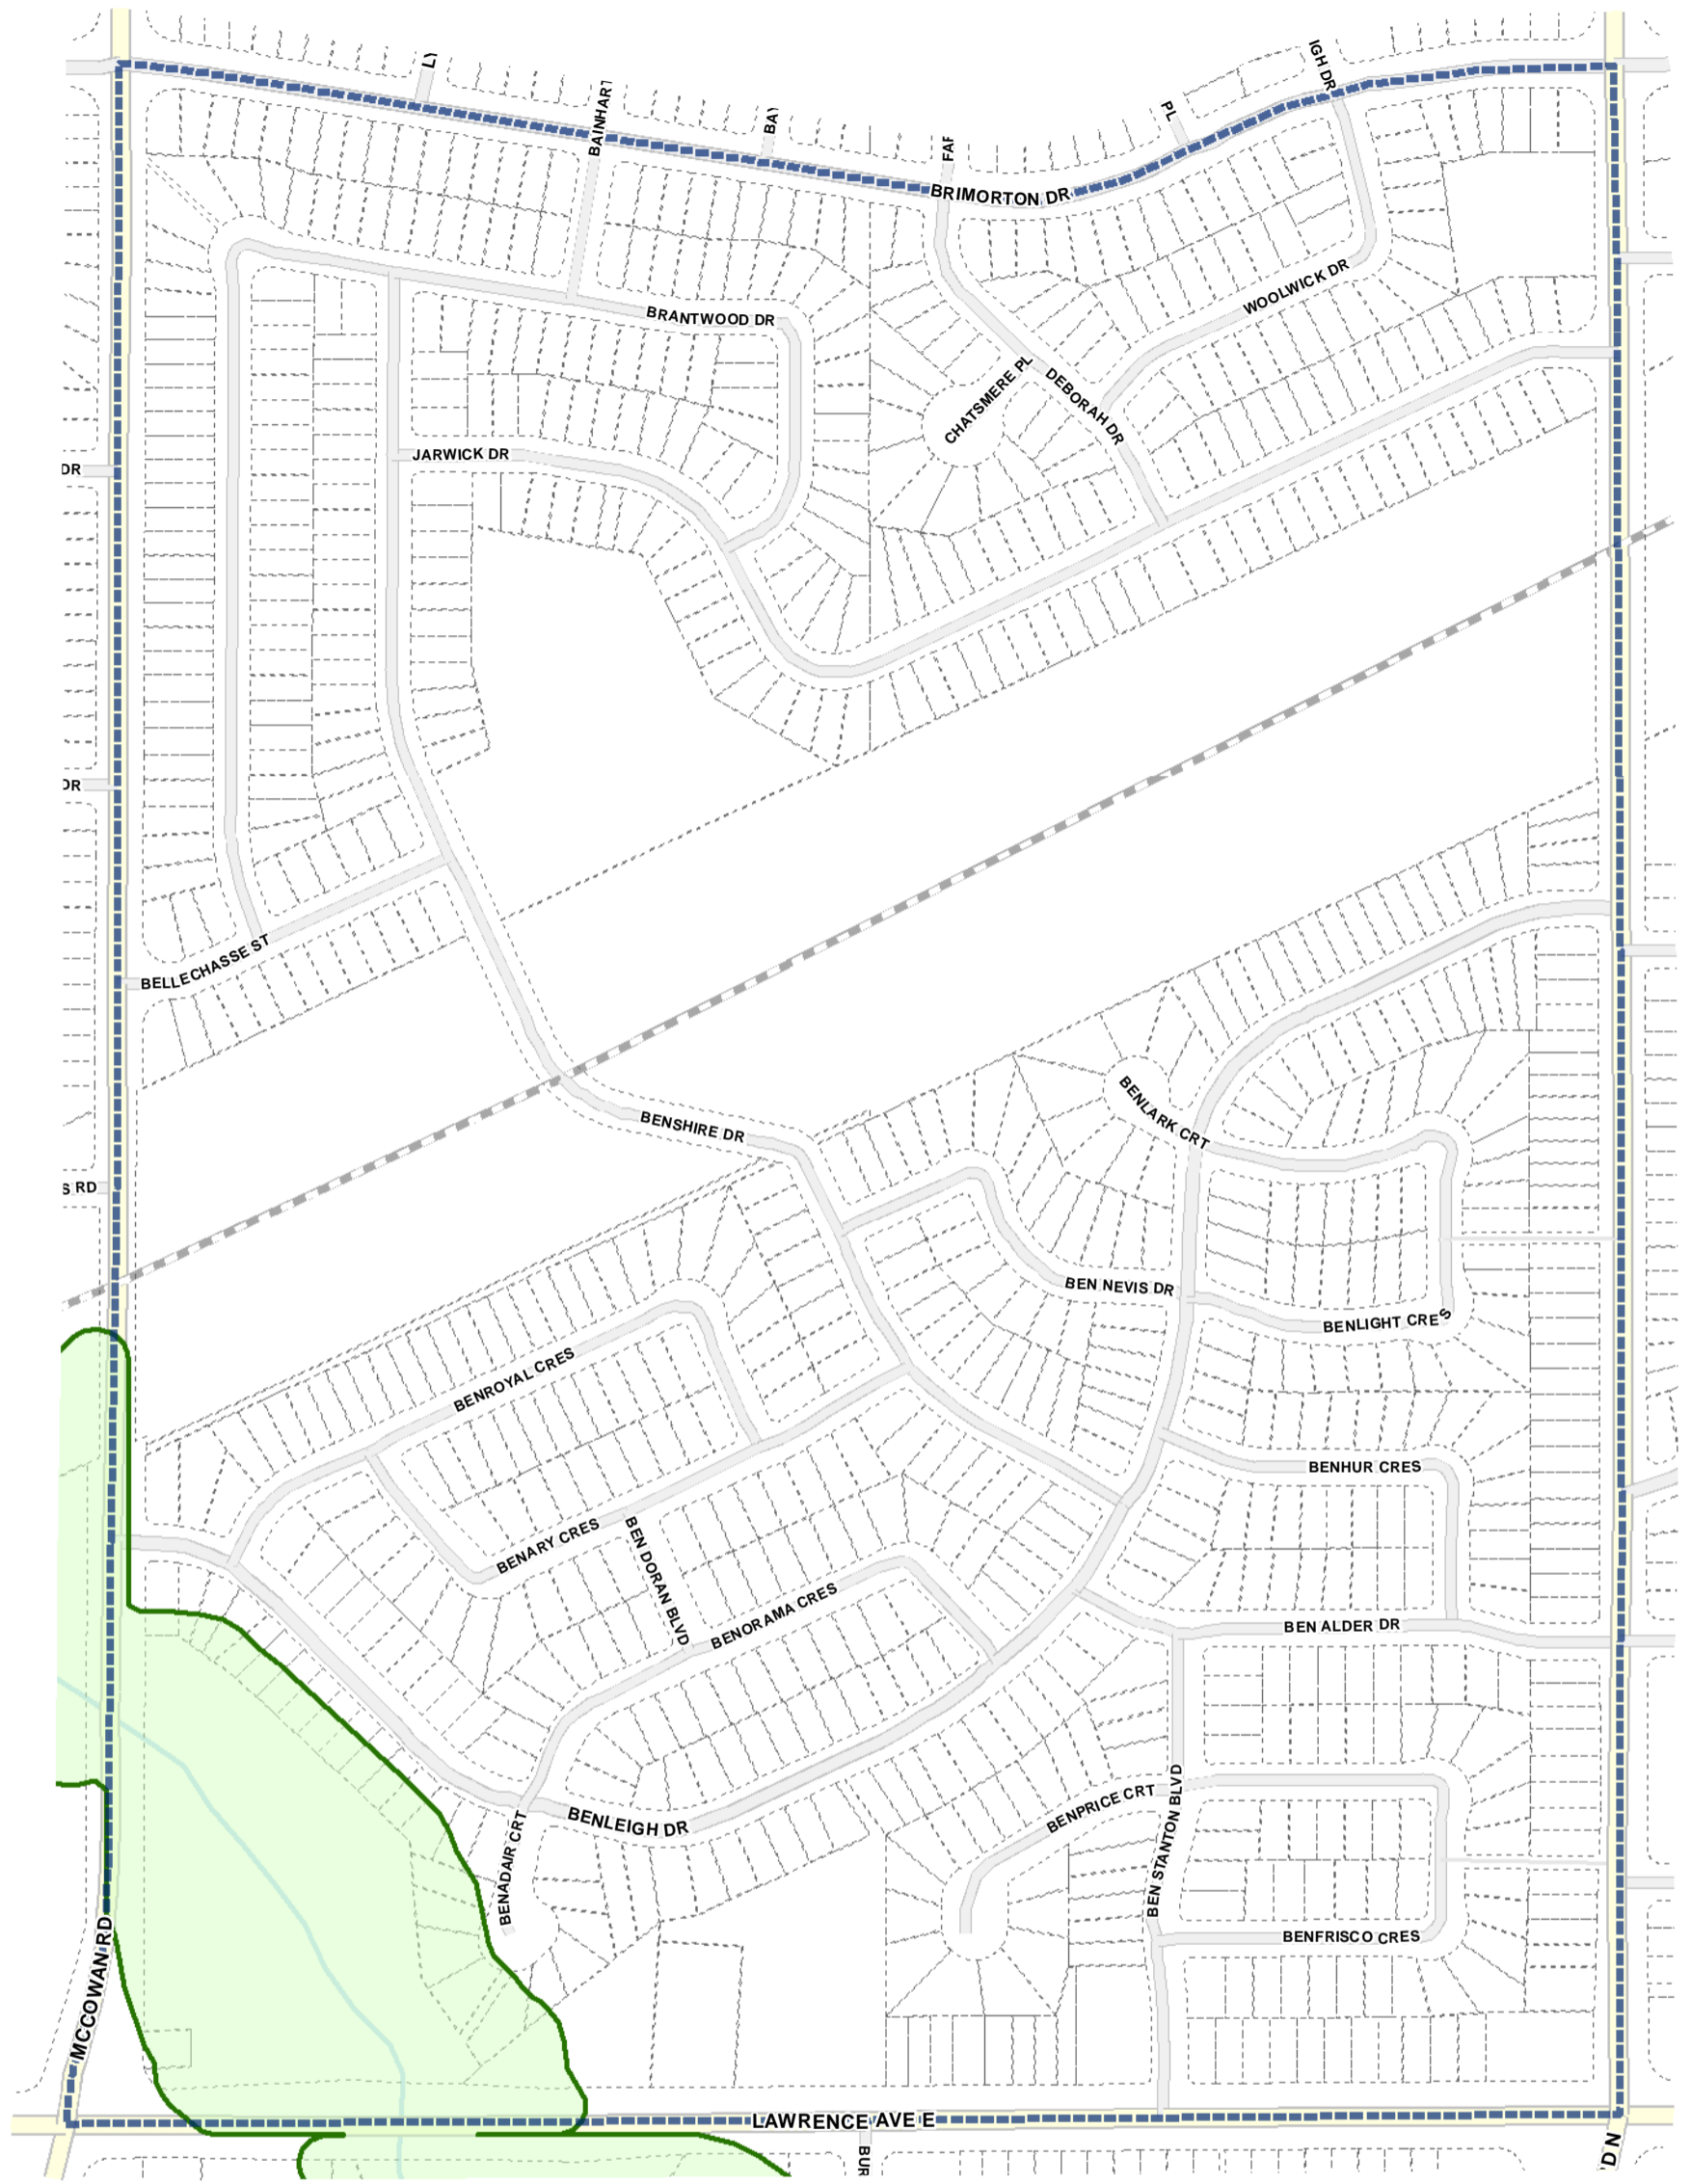 BAINHART
BRIMORTON DR
WOOLWICK DR
BRANTWOOD DR
CHATSMERE PL
DEBORAH DR
JARWICK DR
DR
DR
BELLECHASSE ST
BENSHIRE DR
BENLARK CRT
S RD
BEN NEVIS DR
BENLIGHT CRES
BENROYAL CRES
BENHUR CRES
BENARY CRES
BEN DORAN BLVD
BENORAMA CRES
BEN ALDER DR
BENPRICE CRT
BEN STANTON BLVD
BENLEIGH DR
BENADAIR CRT
BENFRISCO CRES
MCCOWAN RD
LAWRENCE AVE E
BUR
PL
IGH DR